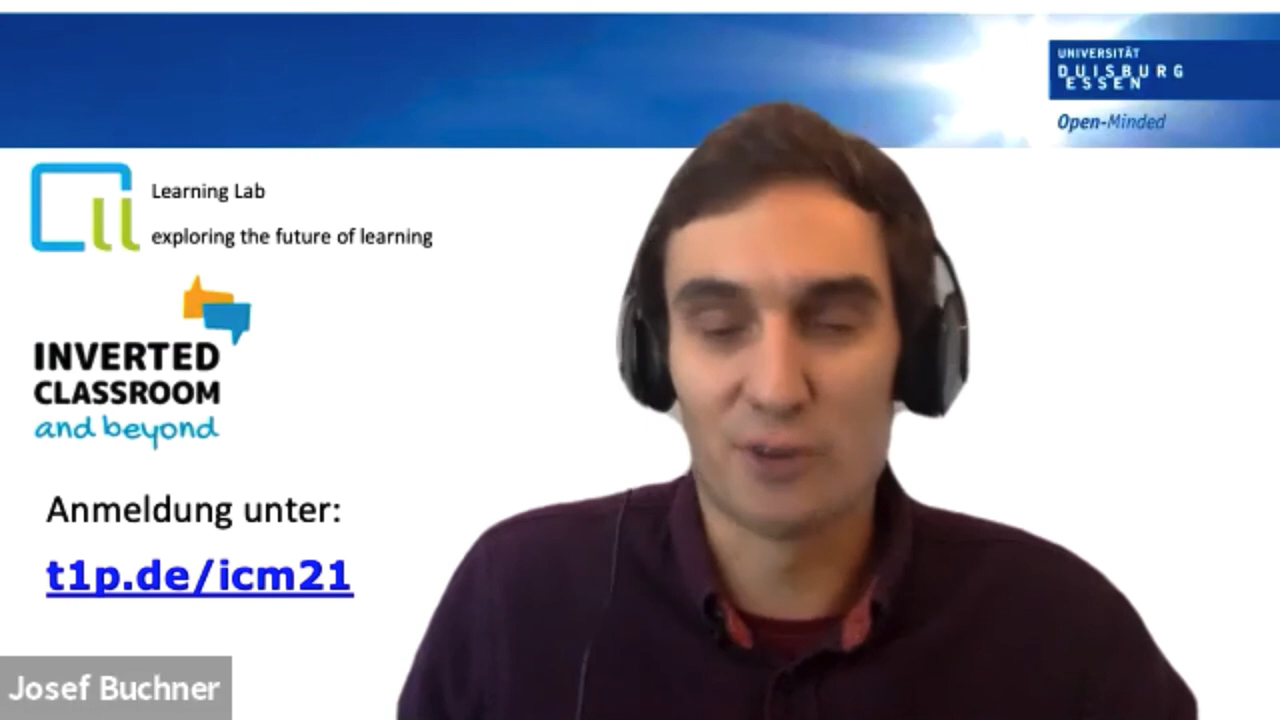 UNIVERSITÄT
DUISBURG
ESSEN
Open-Minded
Learning Lab
exploring the future of learning
INVERTED
CLASSROOM
and beyond
Anmeldung unter:
t1p.de/icm21
Josef Buchner